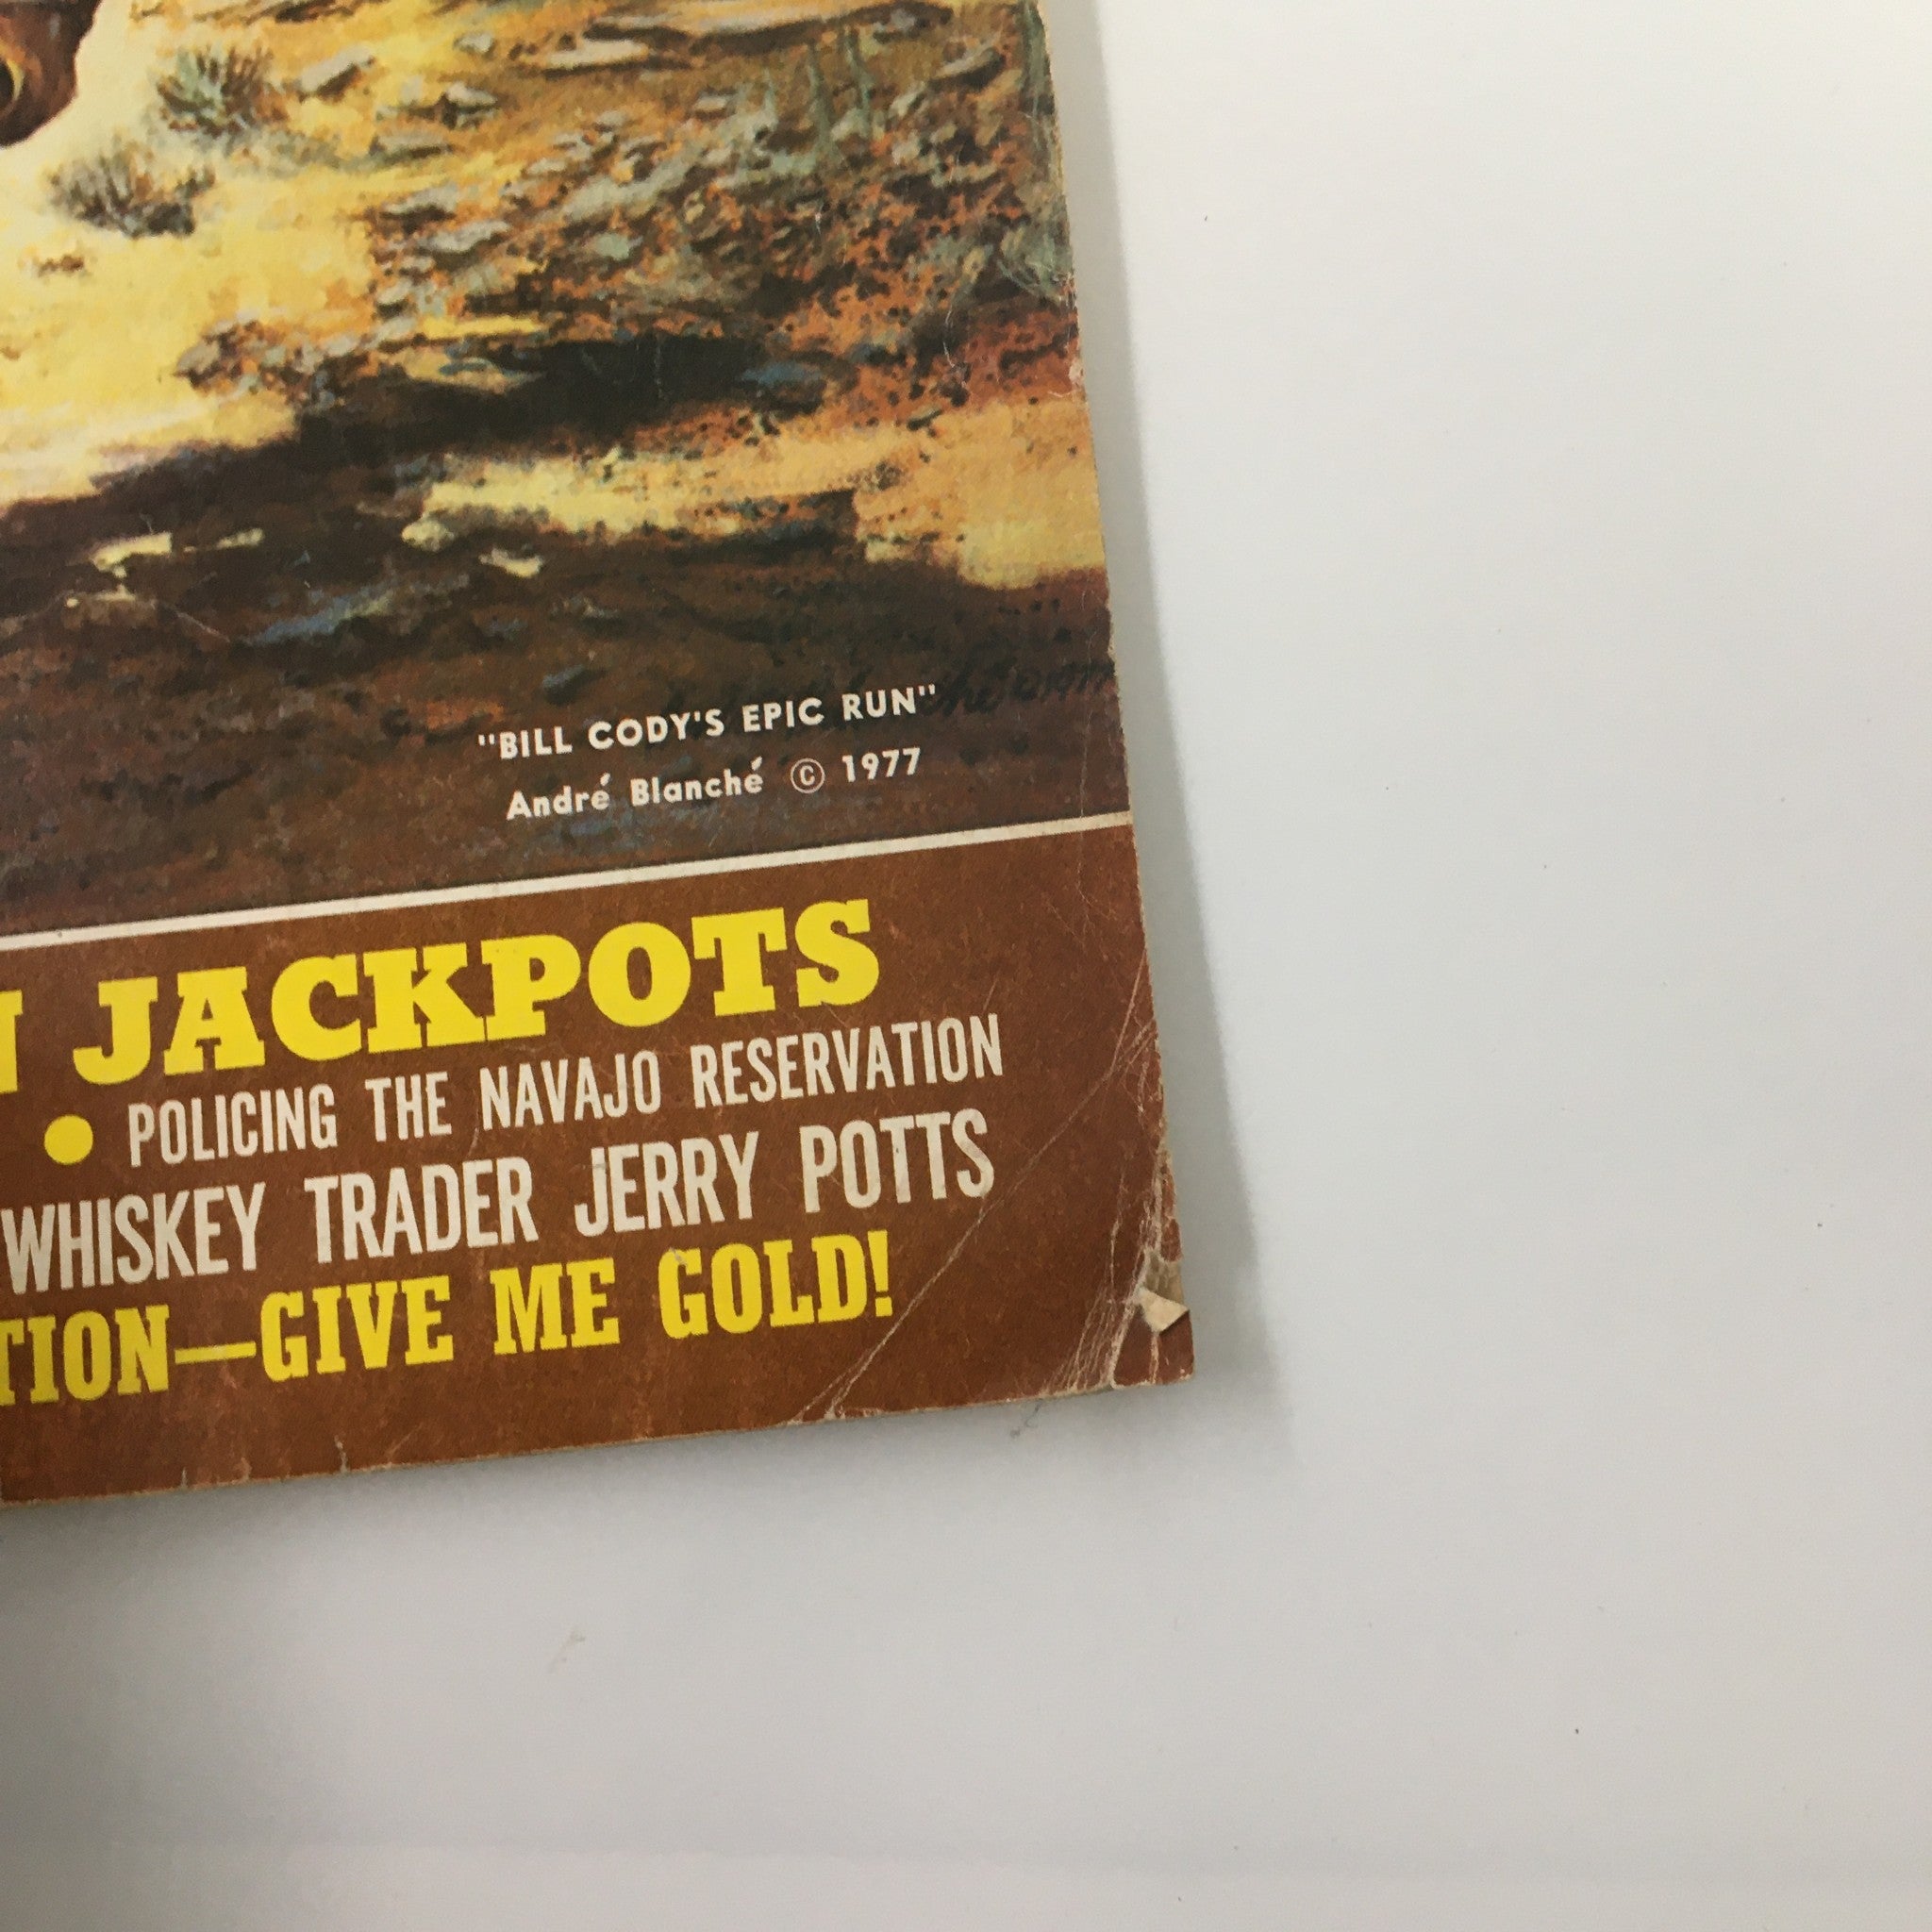 "BILL CODY'S EPIC RUN"
André Blanché © 1977
JACKPOTS
• POLICING THE NAVAJO RESERVATION
WHISKEY TRADER JERRY POTTS
TION—GIVE ME GOLD!